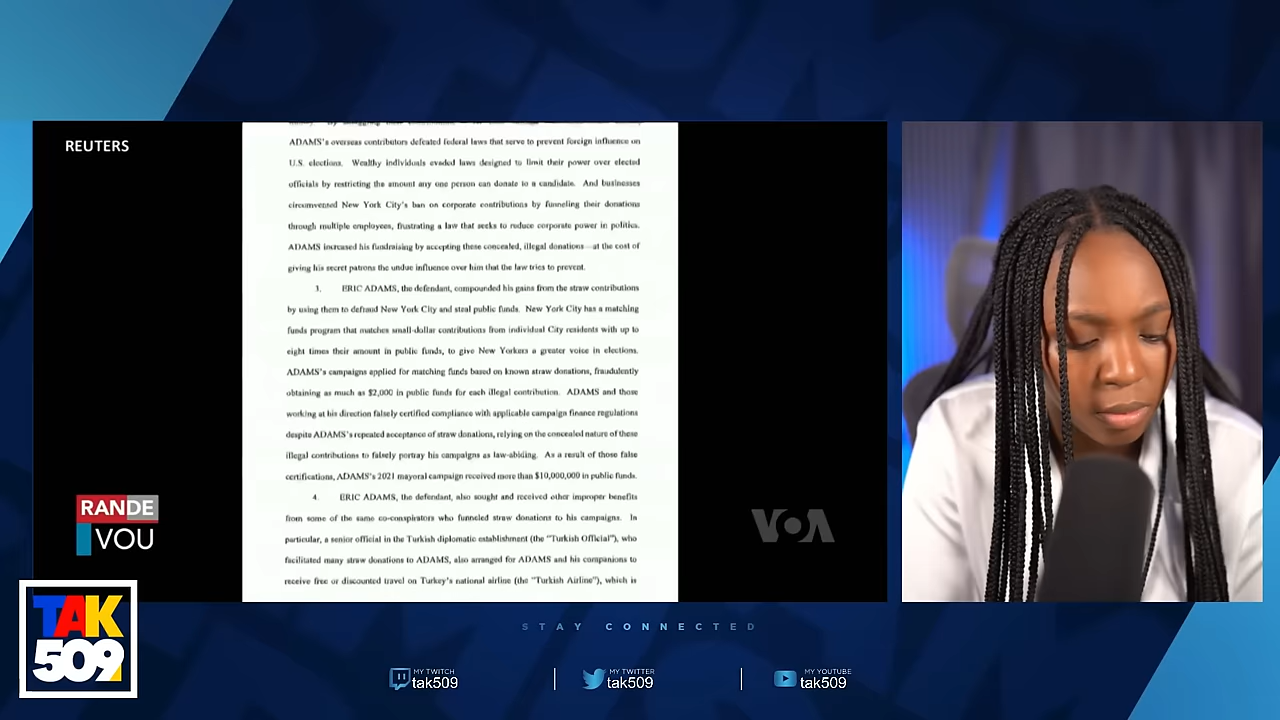 REUTERS
ADAMS's overseas contributors defeated federal laws that serve to prevent foreign influence on
U.S. elections. Wealthy individuals evaded laws designed to limit their power over elected
officials by restricting the amount any one person can donate to a candidate. And businesses
circumvented New York City's ban on corporate contributions by funneling their donations
through multiple employees, frustrating a law that seeks to reduce corporate power in politics.
ADAMS increased his fundraising by accepting these concealed, illegal donations—at the cost of
giving his secret patrons the undue influence over him that the law tries to prevent.
3. ERIC ADAMS, the defendant, compounded his gains from the straw contributions
by using them to defraud New York City and steal public funds. New York City has a matching
funds program that matches small-dollar contributions from individual City residents with up to
eight times their amount in public funds, to give New Yorkers a greater voice in elections.
ADAMS's campaigns applied for matching funds based on known straw donations, fraudulently
obtaining as much as $2,000 in public funds for each illegal contribution. ADAMS and those
working at his direction falsely certified compliance with applicable campaign finance regulations
despite ADAMS's repeated acceptance of straw donations, relying on the concealed nature of these
illegal contributions to falsely portray his campaigns as law-abiding. As a result of those false
certifications, ADAMS's 2021 mayoral campaign received more than $10,000,000 in public funds.
4. ERIC ADAMS, the defendant, also sought and received other improper benefits
from some of the same co-conspirators who funneled straw donations to his campaigns. In
particular, a senior official in the Turkish diplomatic establishment (the "Turkish Official"), who
facilitated many straw donations to ADAMS, also arranged for ADAMS and his companions to
receive free or discounted travel on Turkey's national airline (the "Turkish Airline"), which is
RANDE
VOU
VOA
TAK
509
STAY CONNECTED
MY TWITCH
tak509
MY TWITTER
tak509
MY YOUTUBE
tak509